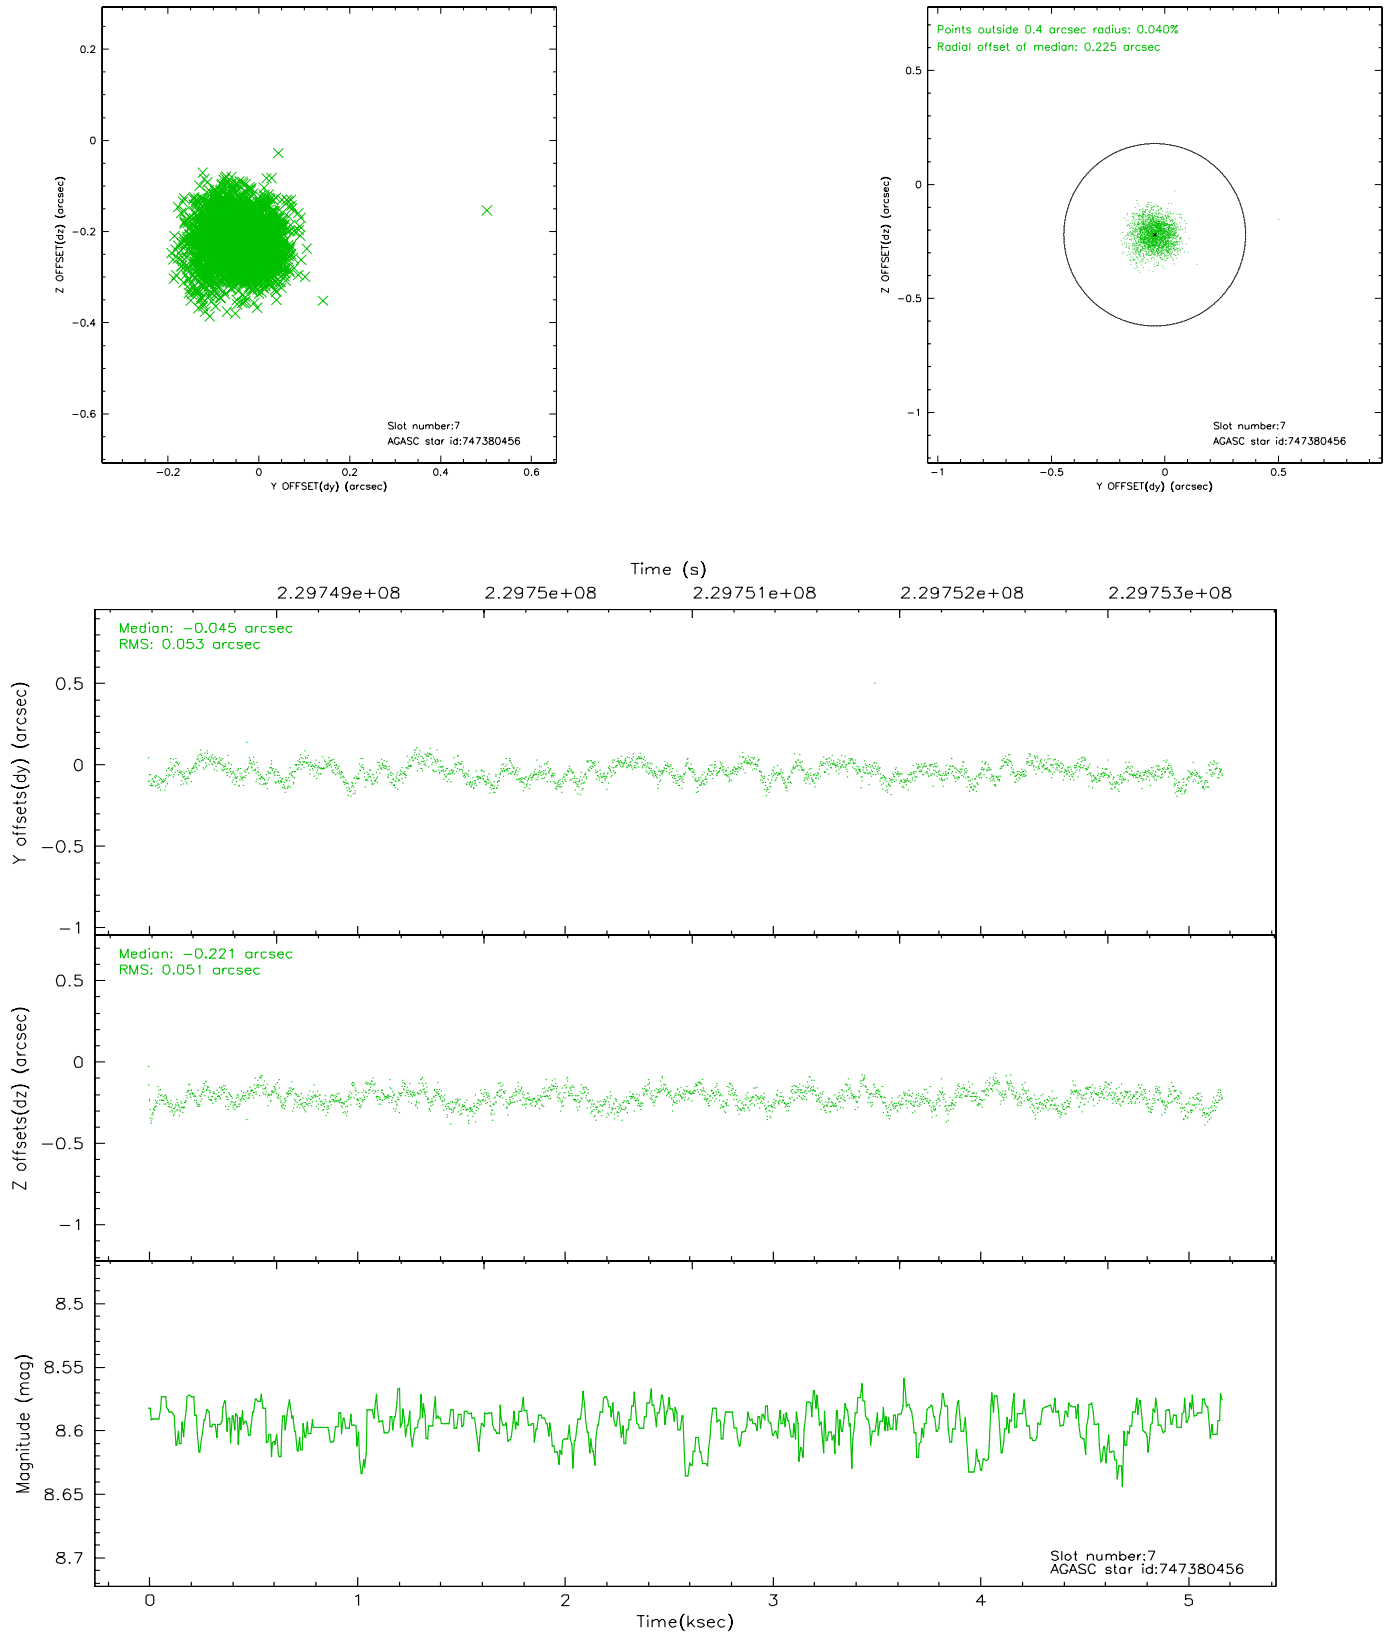 0.2
0
-0.2
-0.4
-0.6
Z OFFSET(dz) (arcsec)
Slot number:7
AGASC star id:747380456
-0.2 0 0.2 0.4 0.6
Y OFFSET(dy) (arcsec)
Points outside 0.4 arcsec radius: 0.040%
Radial offset of median: 0.225 arcsec
0.5
0
-0.5
-1
Z OFFSET(dz) (arcsec)
Slot number:7
AGASC star id:747380456
-1 -0.5 0 0.5
Y OFFSET(dy) (arcsec)
Time (s)
2.29749e+08 2.2975e+08 2.29751e+08 2.29752e+08 2.29753e+08
Median: -0.045 arcsec
RMS: 0.053 arcsec
0.5
0
-0.5
-1
Y offsets(dy) (arcsec)
Median: -0.221 arcsec
RMS: 0.051 arcsec
0.5
0
-0.5
-1
Z offsets(dz) (arcsec)
8.5
8.55
8.6
8.65
8.7
Magnitude (mag)
Slot number:7
AGASC star id:747380456
0 1 2 3 4 5
Time(ksec)